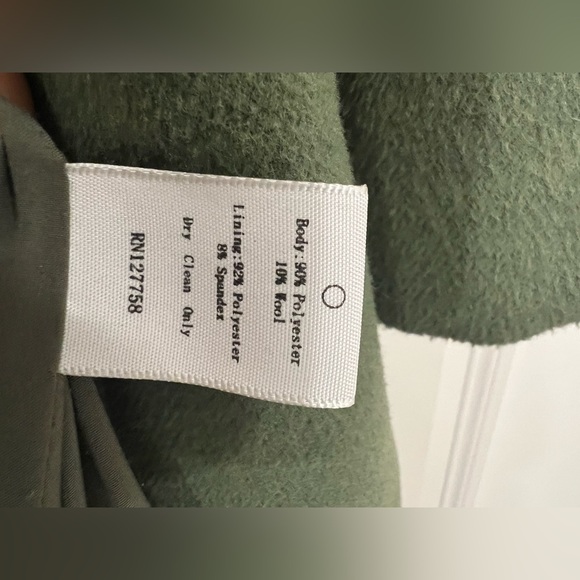 Body:90% Polyester
10% Wool
Lining:92% Polyester
8% Spandex
Dry Clean Only
RN127758